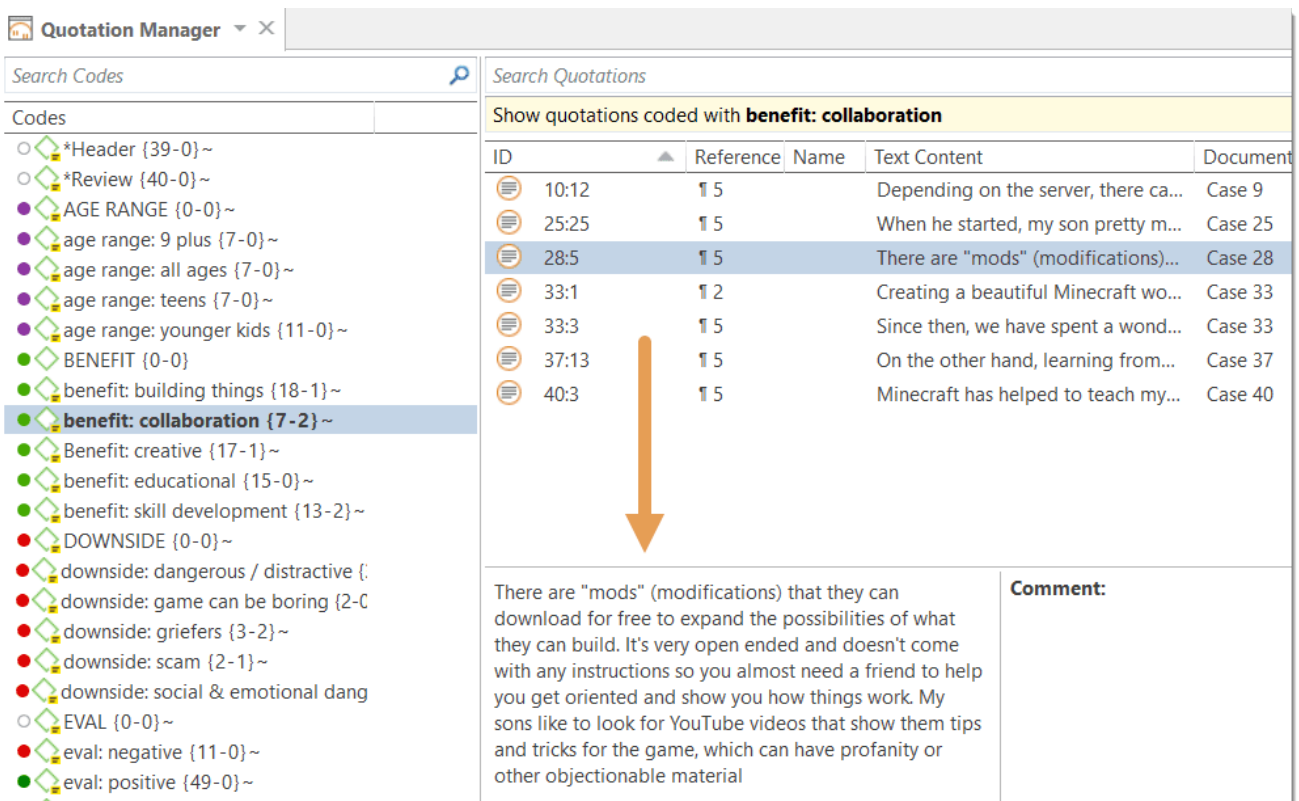 Quotation Manager
Search Codes
Codes
*Header {39-0}~
*Review {40-0}~
AGE RANGE {0-0}~
age range: 9 plus {7-0}~
age range: all ages {7-0}~
age range: teens {7-0}~
age range: younger kids {11-0}~
BENEFIT {0-0}
benefit: building things {18-1}~
benefit: collaboration {7-2}~
Benefit: creative {17-1}~
benefit: educational {15-0}~
benefit: skill development {13-2}~
DOWNSIDE {0-0}~
downside: dangerous / distractive {
downside: game can be boring {2-0
downside: griefers {3-2}~
downside: scam {2-1}~
downside: social & emotional dang
EVAL {0-0}~
eval: negative {11-0}~
eval: positive {49-0}~
Search Quotations
Show quotations coded with benefit: collaboration
ID Reference Name Text Content Document
10:12 ¶ 5 Depending on the server, there ca... Case 9
25:25 ¶ 5 When he started, my son pretty m... Case 25
28:5 ¶ 5 There are "mods" (modifications)... Case 28
33:1 ¶ 2 Creating a beautiful Minecraft wo... Case 33
33:3 ¶ 5 Since then, we have spent a wond... Case 33
37:13 ¶ 5 On the other hand, learning from... Case 37
40:3 ¶ 5 Minecraft has helped to teach my... Case 40
There are "mods" (modifications) that they can
download for free to expand the possibilities of what
they can build. It's very open ended and doesn't come
with any instructions so you almost need a friend to help
you get oriented and show you how things work. My
sons like to look for YouTube videos that show them tips
and tricks for the game, which can have profanity or
other objectionable material
Comment: